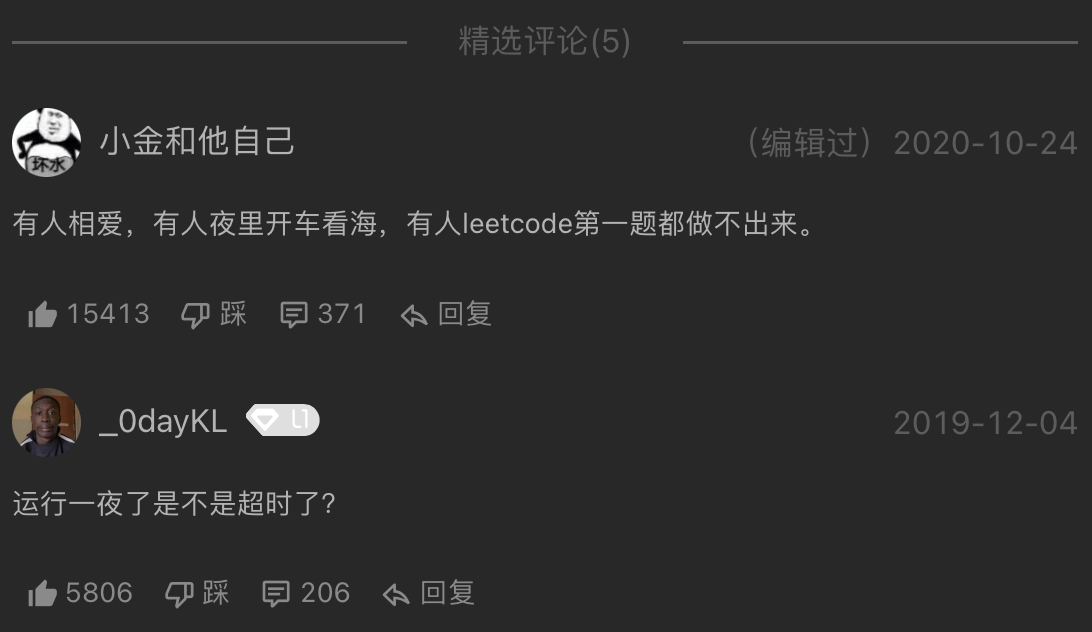 精选评论(5)
小金和他自己 （编辑过） 2020-10-24
坏水
有人相爱，有人夜里开车看海，有人leetcode第一题都做不出来。
15413 踩 371 回复
_0dayKL L1 2019-12-04
运行一夜了是不是超时了?
5806 踩 206 回复